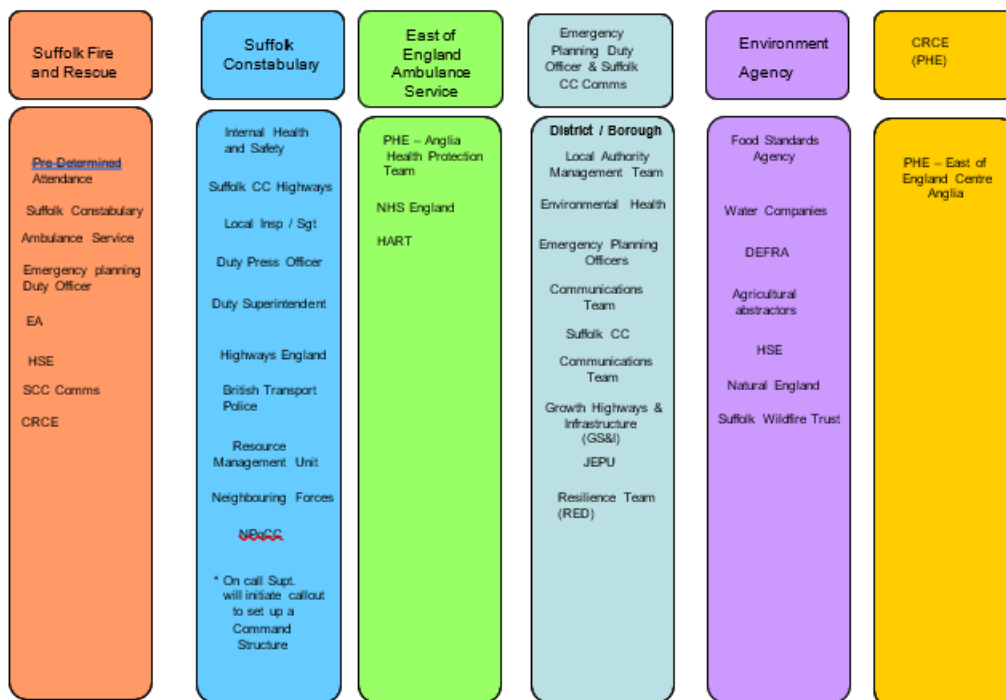 Suffolk Fire
and Rescue
Pre-Determined
Attendance
Suffolk Constabulary
Ambulance Service
Emergency planning
Duty Officer
EA
HSE
SCC Comms
CRCE
Suffolk
Constabulary
Internal Health
and Safety
Suffolk CC Highways
Local Insp / Sgt
Duty Press Officer
Duty Superintendent
Highways England
British Transport
Police
Resource
Management Unit
Neighbouring Forces
NPoCC
* On call Supt.
will initiate callout
to set up a
Command
Structure
East of
England
Ambulance
Service
PHE – Anglia
Health Protection
Team
NHS England
HART
Emergency
Planning Duty
Officer & Suffolk
CC Comms
District / Borough
Local Authority
Management Team
Environmental Health
Emergency Planning
Officers
Communications
Team
Suffolk CC
Communications
Team
Growth Highways &
Infrastructure
(GS&I)
JEPU
Resilience Team
(RED)
Environment
Agency
Food Standards
Agency
Water Companies
DEFRA
Agricultural
abstractors
HSE
Natural England
Suffolk Wildfire Trust
CRCE
(PHE)
PHE – East of
England Centre
Anglia